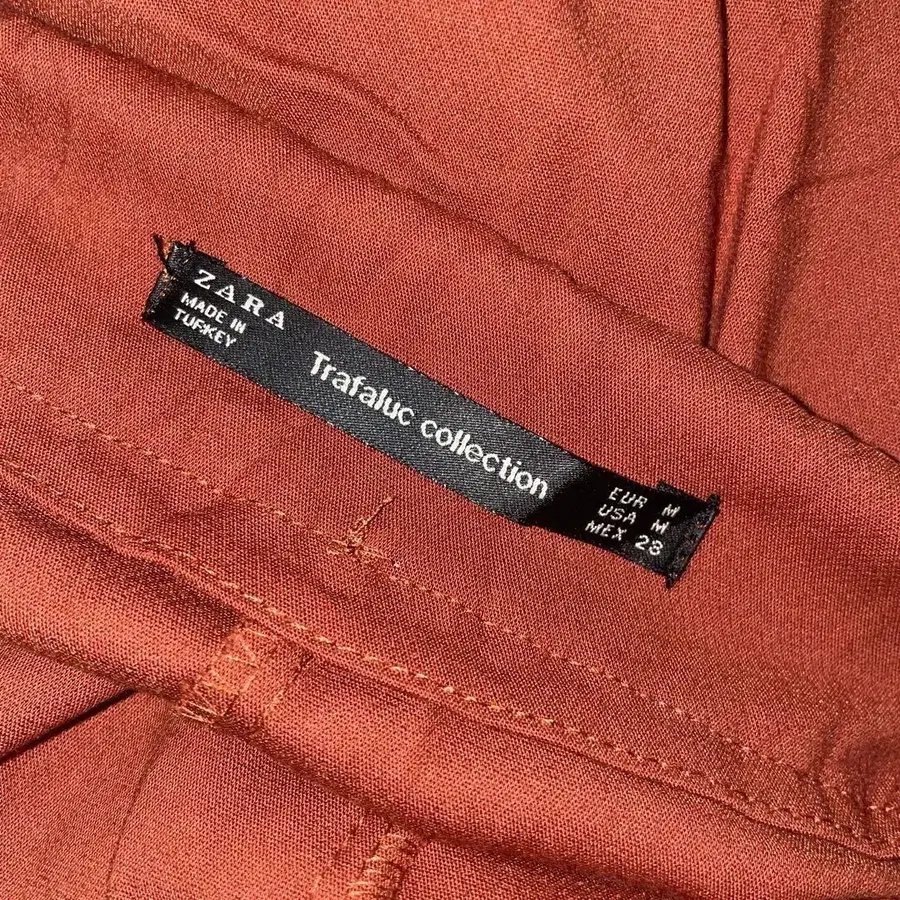 ZARA
MADE IN
TURKEY
Trafaluc collection
EUR M
USA M
MEX 28